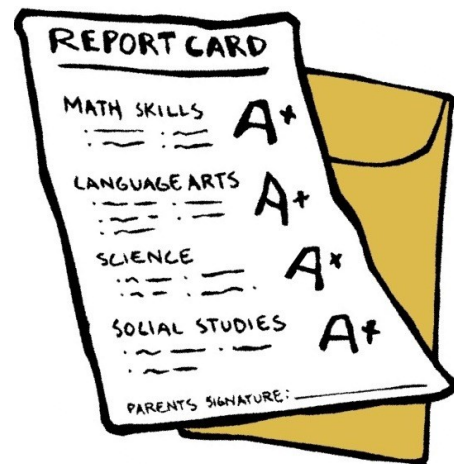 REPORT CARD
MATH SKILLS A+
LANGUAGE ARTS A+
SCIENCE A+
SOCIAL STUDIES A+
PARENTS SIGNATURE: